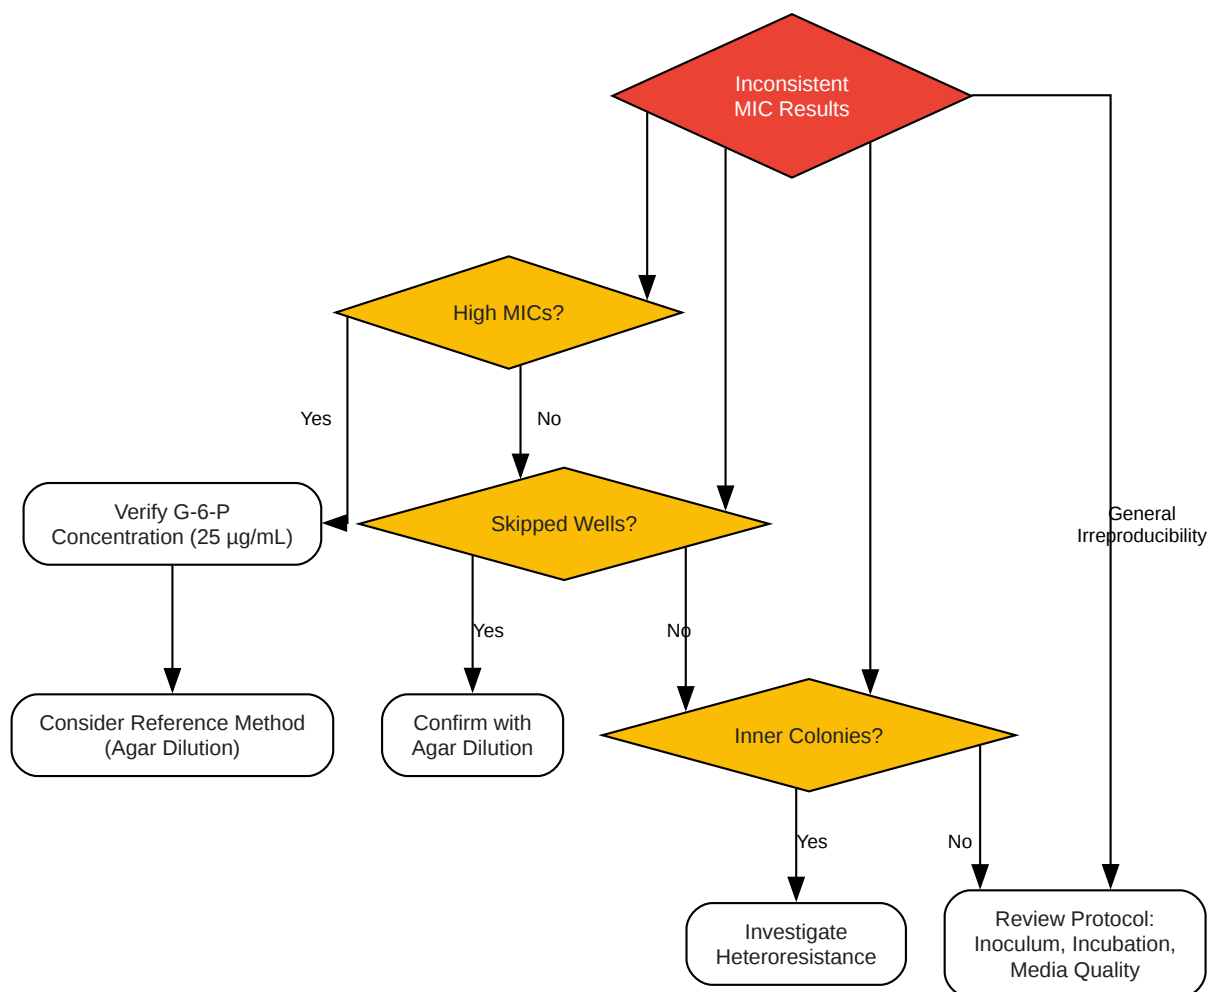 Inconsistent
MIC Results
High MICs?
Yes
No
Verify G-6-P
Concentration (25 µg/mL)
Skipped Wells?
General
Irreproducibility
Yes
No
Consider Reference Method
(Agar Dilution)
Confirm with
Agar Dilution
Inner Colonies?
Yes
No
Investigate
Heteroresistance
Review Protocol:
Inoculum, Incubation,
Media Quality